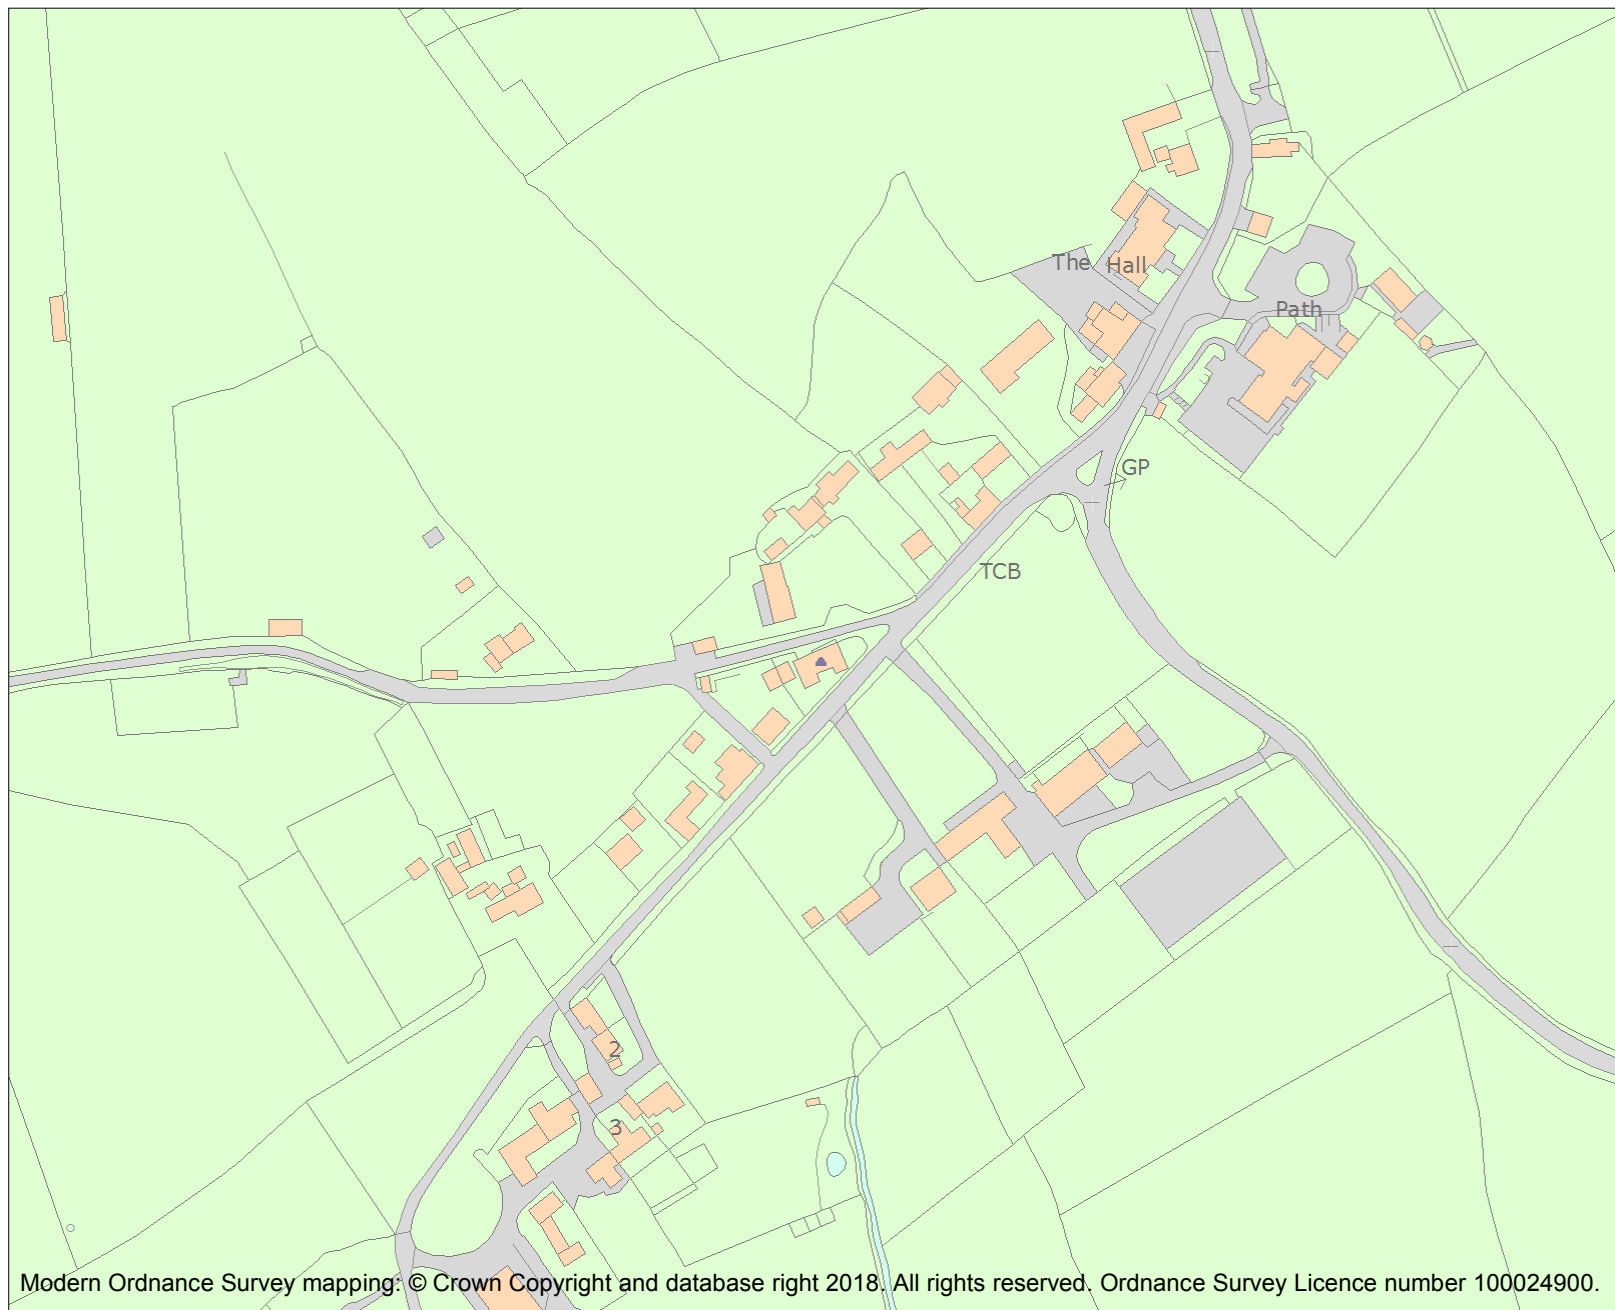 The Hall
Path
GP
TCB
2
3
Modern Ordnance Survey mapping: © Crown Copyright and database right 2018. All rights reserved. Ordnance Survey Licence number 100024900.